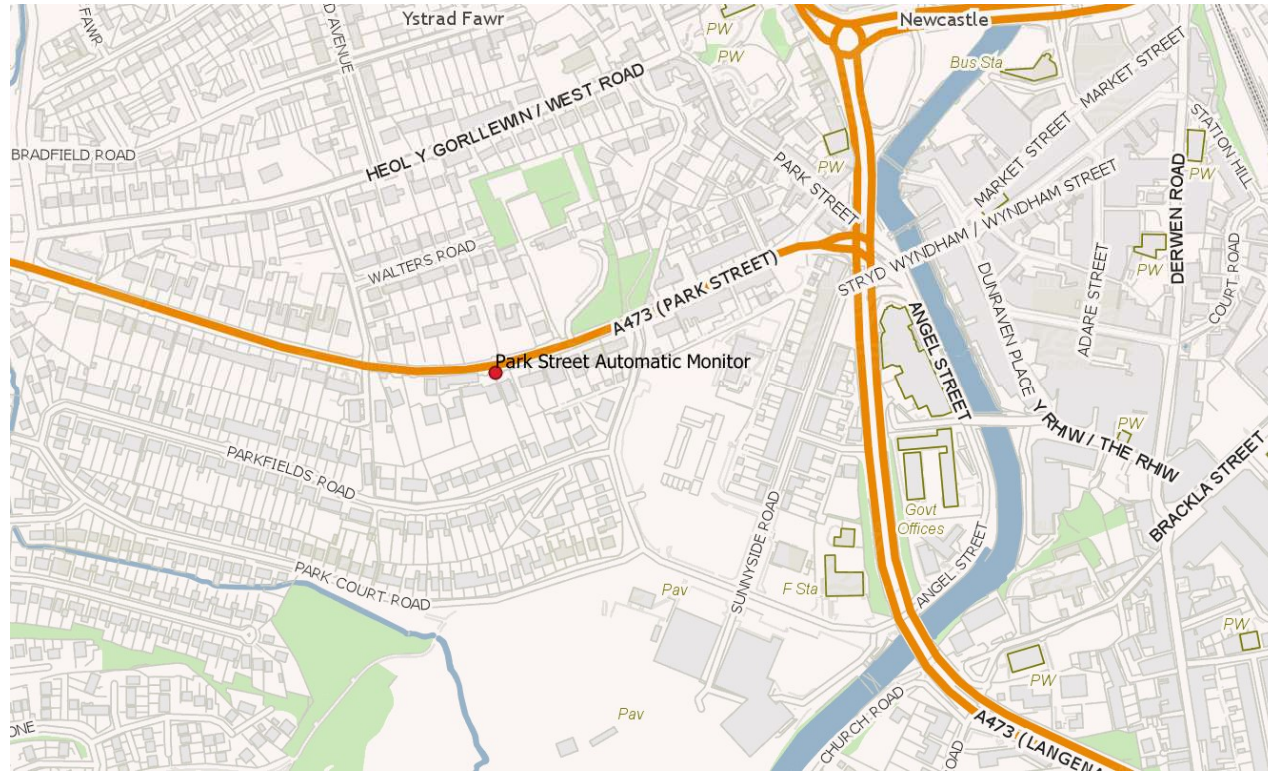 Ystrad Fawr
Newcastle
PW
FAWR
D AVENUE
Bus Sta
MARKET STREET
HEOL Y GORLLEWIN / WEST ROAD
STATION HILL
BRADFIELD ROAD
PW
PW
PARK STREET
MARKET STREET
DERWEN ROAD
STRYD WYNDHAM / WYNDHAM STREET
WALTERS ROAD
PW
A473 (PARK STREET)
DUNRAVEN PLACE
ADARE STREET
COURT ROAD
ANGEL STREET
Park Street Automatic Monitor
Y RHIW / THE RHIW
PW
PARKFIELDS ROAD
BRACKLA STREET
Govt
Offices
PARK COURT ROAD
SUNNYSIDE ROAD
ANGEL STREET
Pav
F Sta
PW
PW
Pav
CHURCH ROAD
ONE
A473 (LANGENA
ROAD